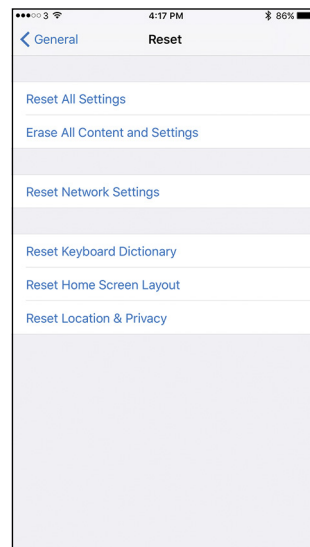 3 4:17 PM 86%
General Reset
Reset All Settings
Erase All Content and Settings
Reset Network Settings
Reset Keyboard Dictionary
Reset Home Screen Layout
Reset Location & Privacy